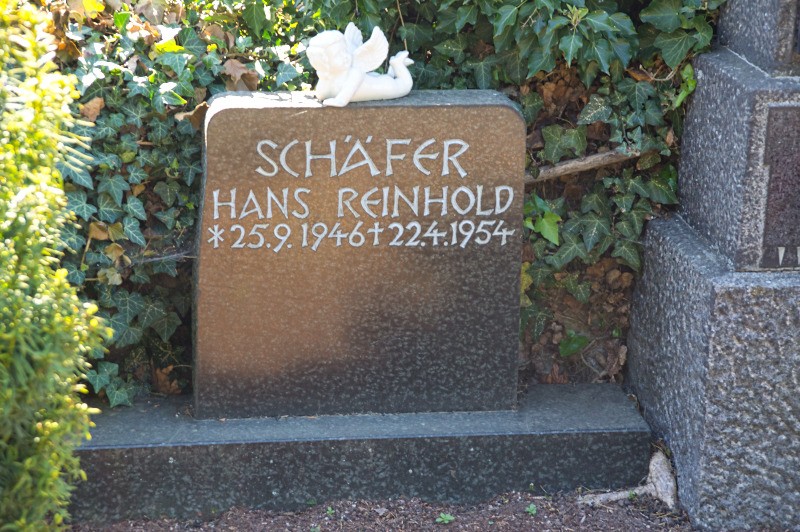 SCHÄFER
HANS REINHOLD
*25.9.1946†22.4.1954